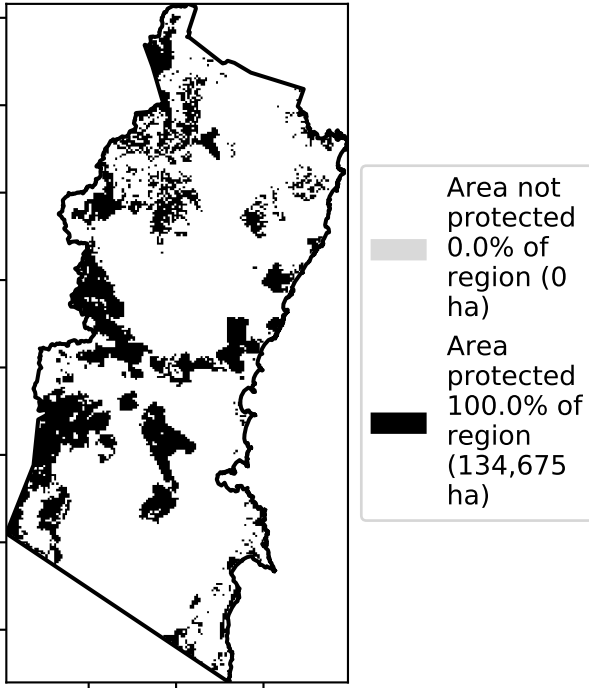 Area not
protected
0.0% of
region (0
ha)
Area
protected
100.0% of
region
(134,675
ha)